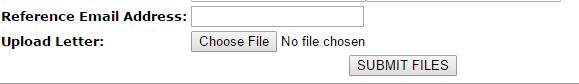 Reference Email Address:
Upload Letter: Choose File No file chosen
SUBMIT FILES